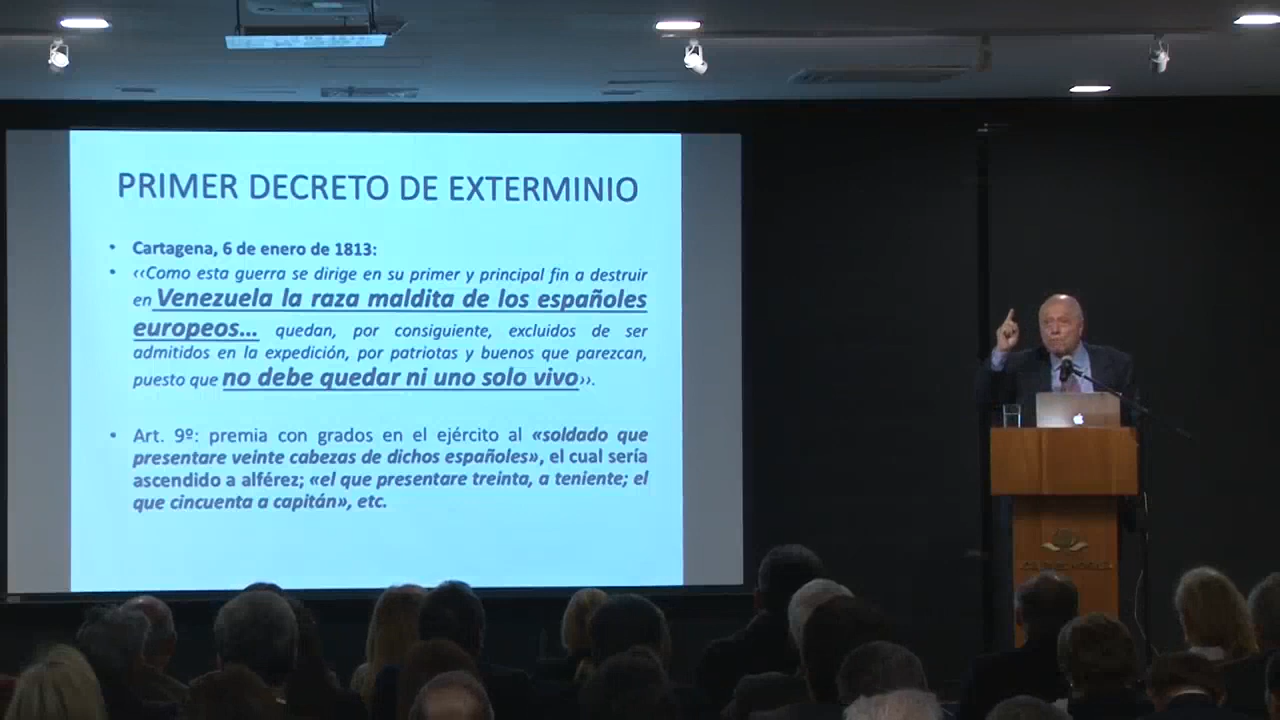 PRIMER DECRETO DE EXTERMINIO
• Cartagena, 6 de enero de 1813:
• ‹‹Como esta guerra se dirige en su primer y principal fin a destruir
en Venezuela la raza maldita de los españoles
europeos... quedan, por consiguiente, excluidos de ser
admitidos en la expedición, por patriotas y buenos que parezcan,
puesto que no debe quedar ni uno solo vivo››.
• Art. 9º: premia con grados en el ejército al «soldado que
presentare veinte cabezas de dichos españoles», el cual sería
ascendido a alférez; «el que presentare treinta, a teniente; el
que cincuenta a capitán», etc.